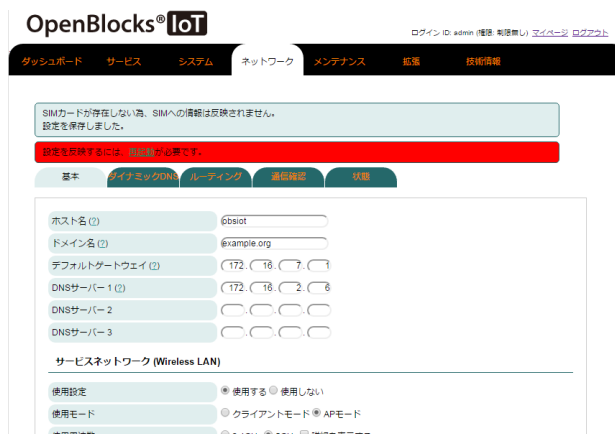 OpenBlocks® IoT
ログイン ID: admin (権限: 制限無し) マイページ ログアウト
ダッシュボード サービス システム ネットワーク メンテナンス 拡張 技術情報
SIMカードが存在しない為、SIMへの情報は反映されません。
設定を保存しました。
設定を反映するには、再起動が必要です。
基本 ダイナミックDNS ルーティング 通信確認 状態
ホスト名 (?) obsiot
ドメイン名 (?) example.org
デフォルトゲートウェイ (?) 172 . 16 . 7 . 1
DNSサーバー 1 (?) 172 . 16 . 2 . 6
DNSサーバー 2 . . .
DNSサーバー 3 . . .
サービスネットワーク (Wireless LAN)
使用設定 使用する 使用しない
使用モード クライアントモード APモード